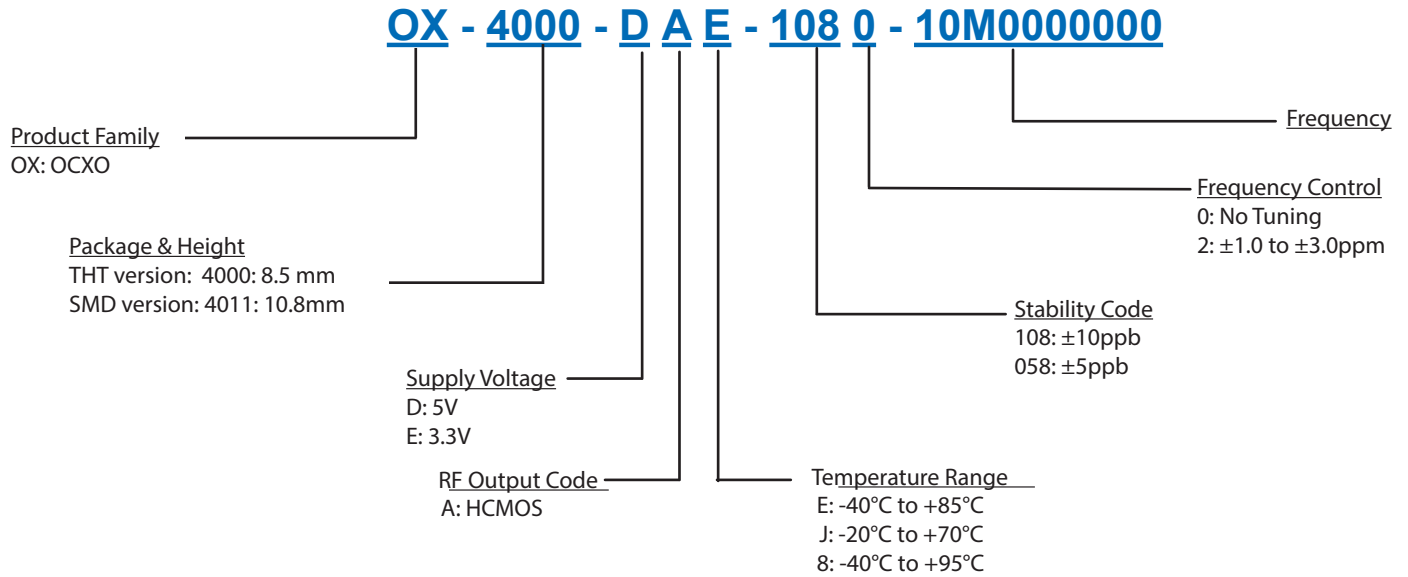 OX - 4000 - D A E - 108 0 - 10M0000000
Product Family
OX: OCXO
Package & Height
THT version: 4000: 8.5 mm
SMD version: 4011: 10.8mm
Supply Voltage
D: 5V
E: 3.3V
RF Output Code
A: HCMOS
Temperature Range
E: -40°C to +85°C
J: -20°C to +70°C
8: -40°C to +95°C
Stability Code
108: ±10ppb
058: ±5ppb
Frequency Control
0: No Tuning
2: ±1.0 to ±3.0ppm
Frequency